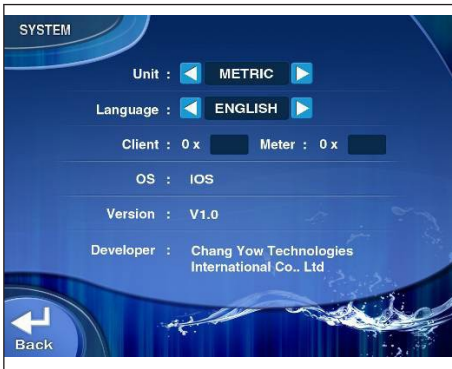 SYSTEM
Unit : METRIC
Language : ENGLISH
Client : 0 x Meter : 0 x
OS : IOS
Version : V1.0
Developer : Chang Yow Technologies
International Co.. Ltd
Back